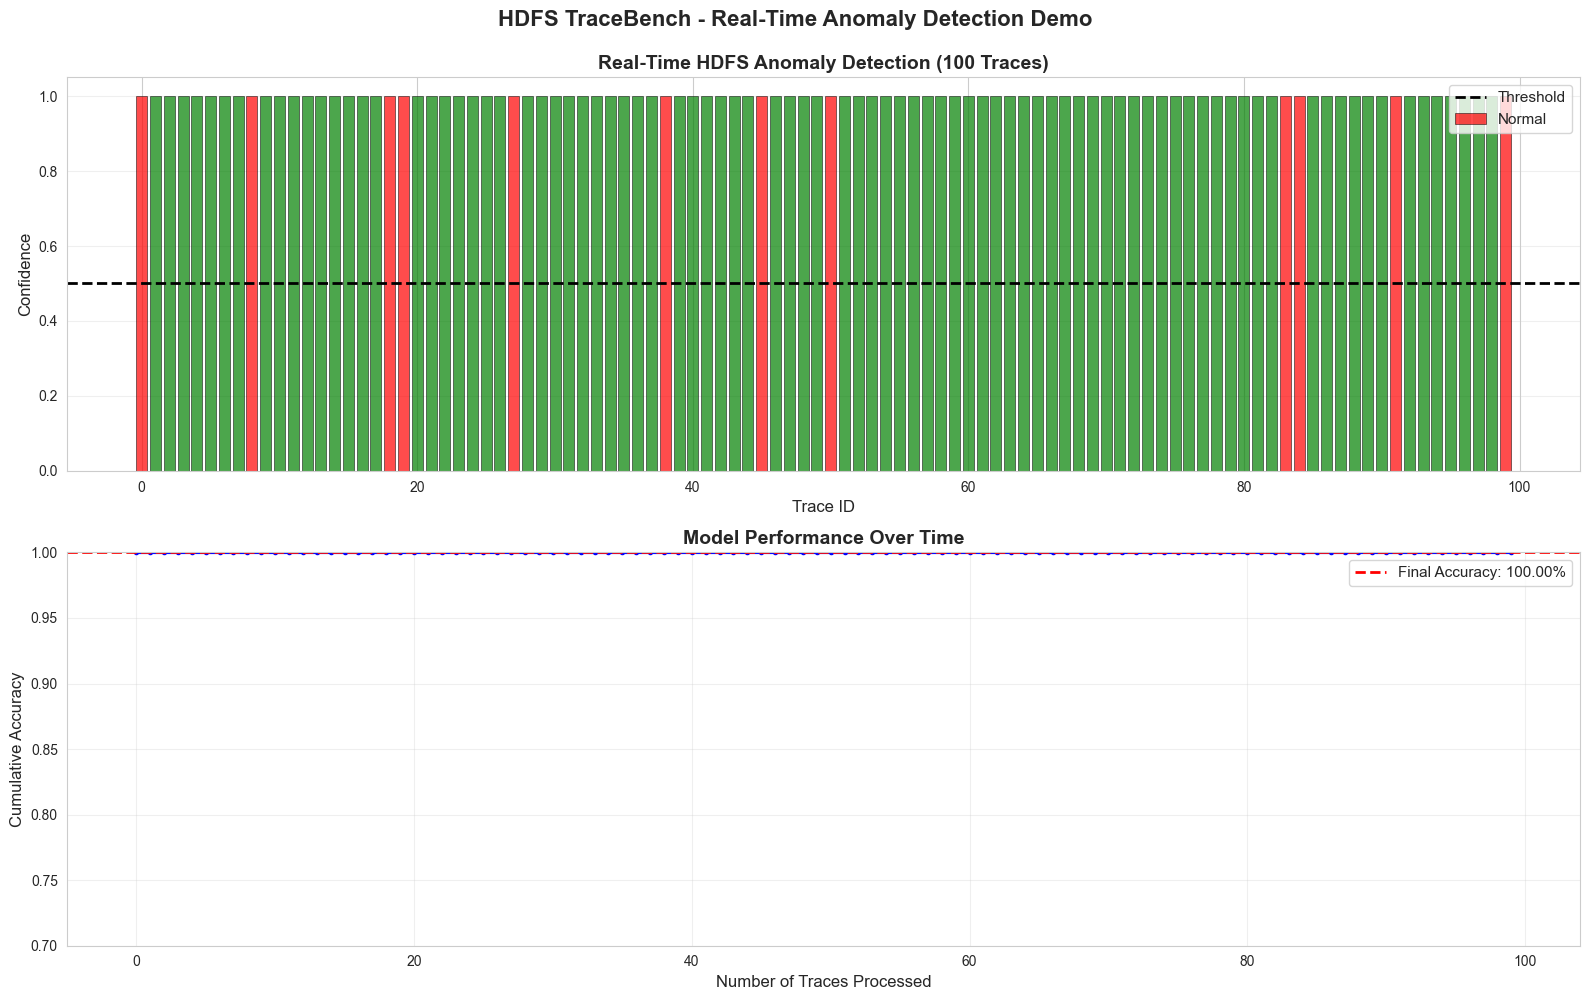 HDFS TraceBench - Real-Time Anomaly Detection Demo
Real-Time HDFS Anomaly Detection (100 Traces)
1.0
0.8
0.6
0.4
0.2
0.0
Confidence
Threshold
Normal
0 20 40 60 80 100
Trace ID
Model Performance Over Time
1.00
0.95
0.90
0.85
0.80
0.75
0.70
Cumulative Accuracy
Final Accuracy: 100.00%
0 20 40 60 80 100
Number of Traces Processed